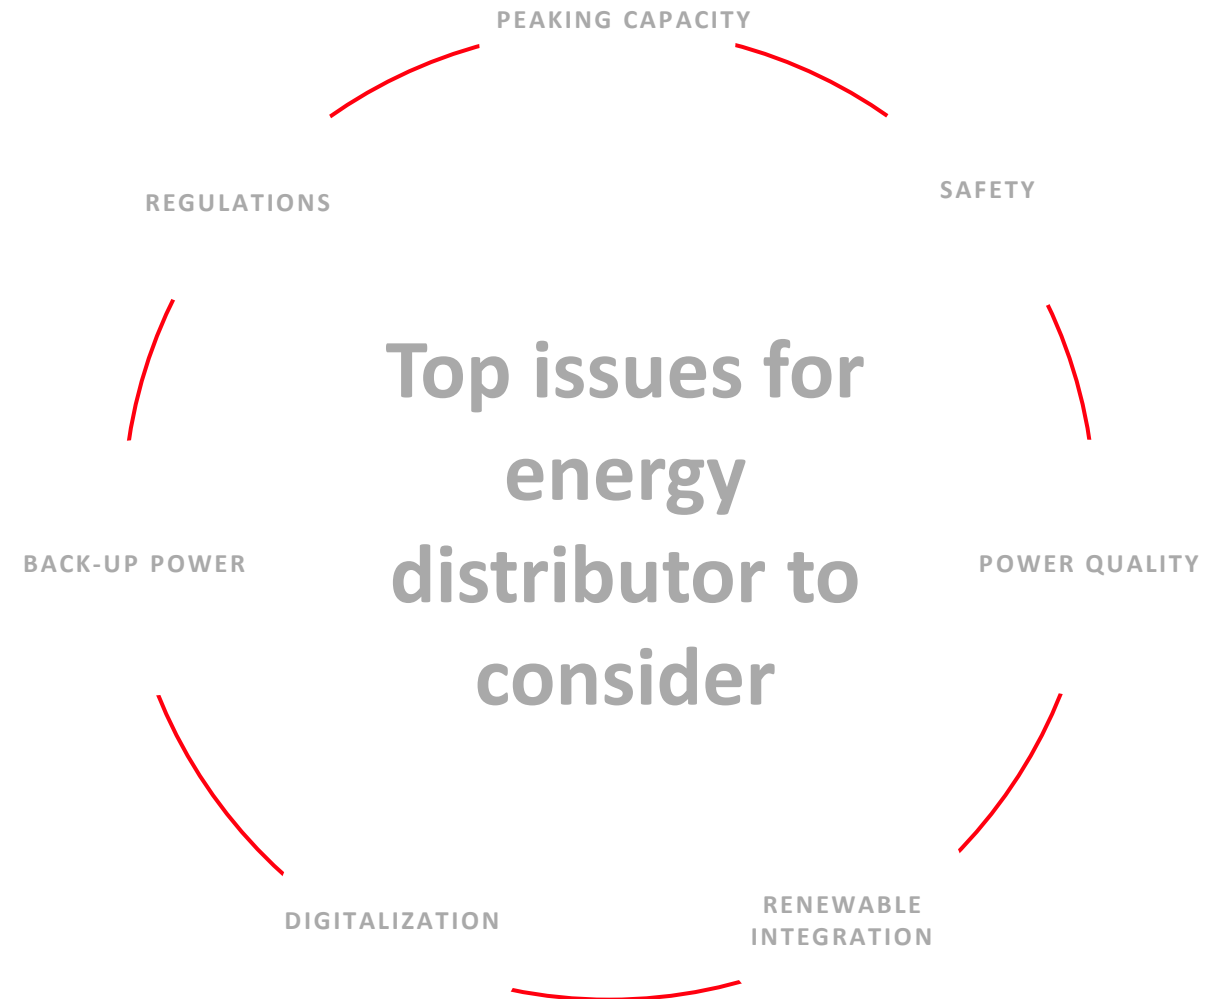 PEAKING CAPACITY
SAFETY
REGULATIONS
Top issues for
energy
distributor to
consider
BACK-UP POWER
POWER QUALITY
DIGITALIZATION
RENEWABLE
INTEGRATION